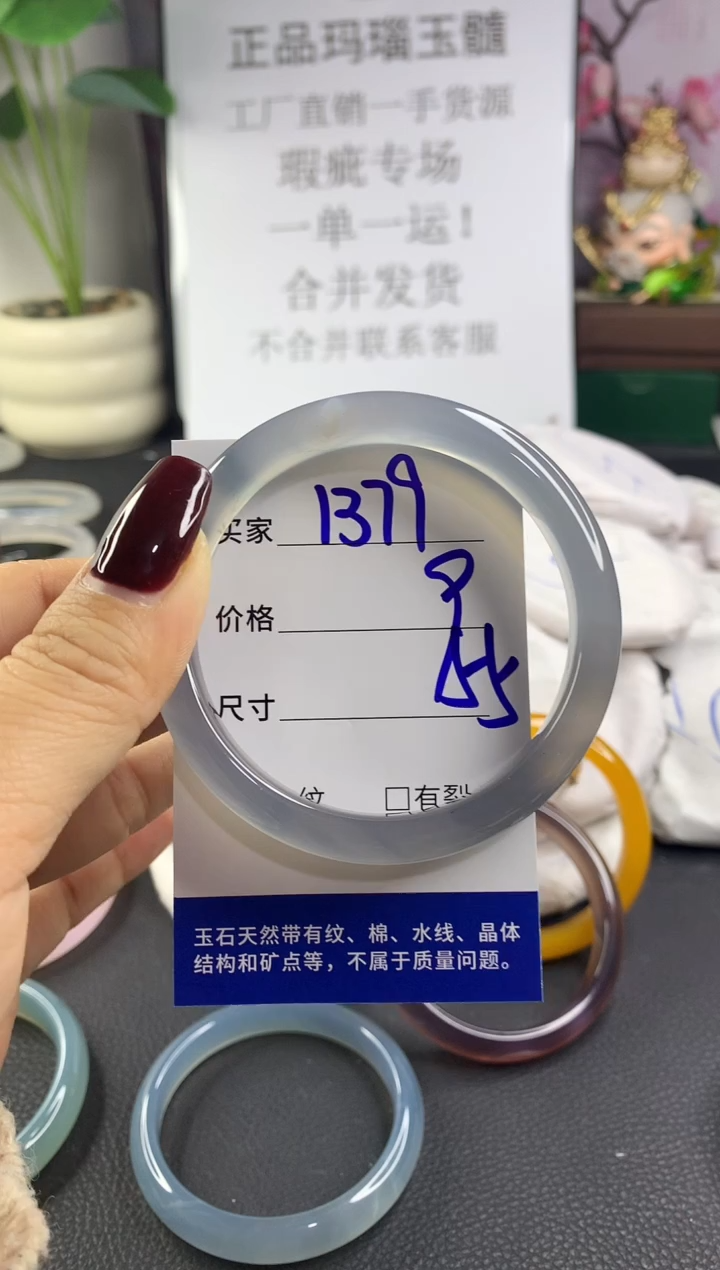 正品玛瑙玉髓
工厂直销一手货源
瑕疵专场
一单一运!
合并发货
不合并联系客服
买家 1379
价格
尺寸
纹 □有裂
玉石天然带有纹、棉、水线、晶体
结构和矿点等，不属于质量问题。